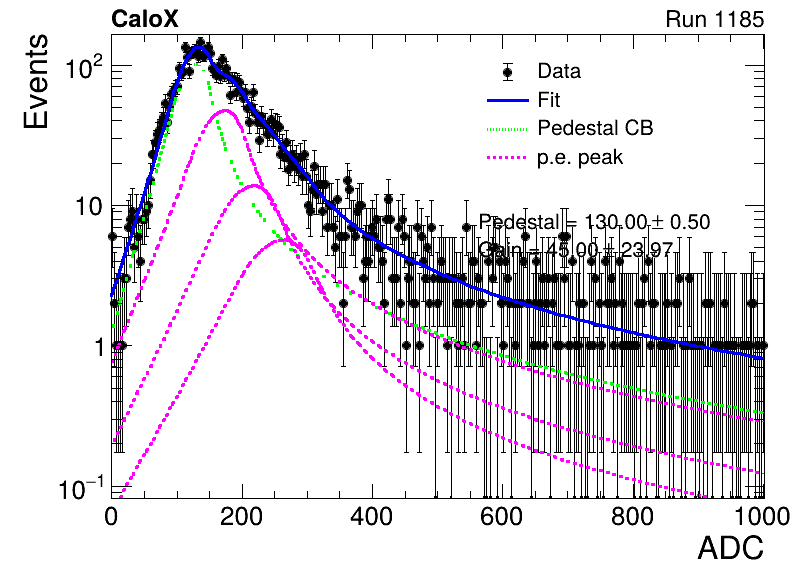 CaloX Run 1185
Events
10²
10
1
10⁻¹
Data
Fit
Pedestal CB
p.e. peak
Pedestal = 130.00 ± 0.50
Gain = 45.00 ± 23.97
0 200 400 600 800 1000
ADC